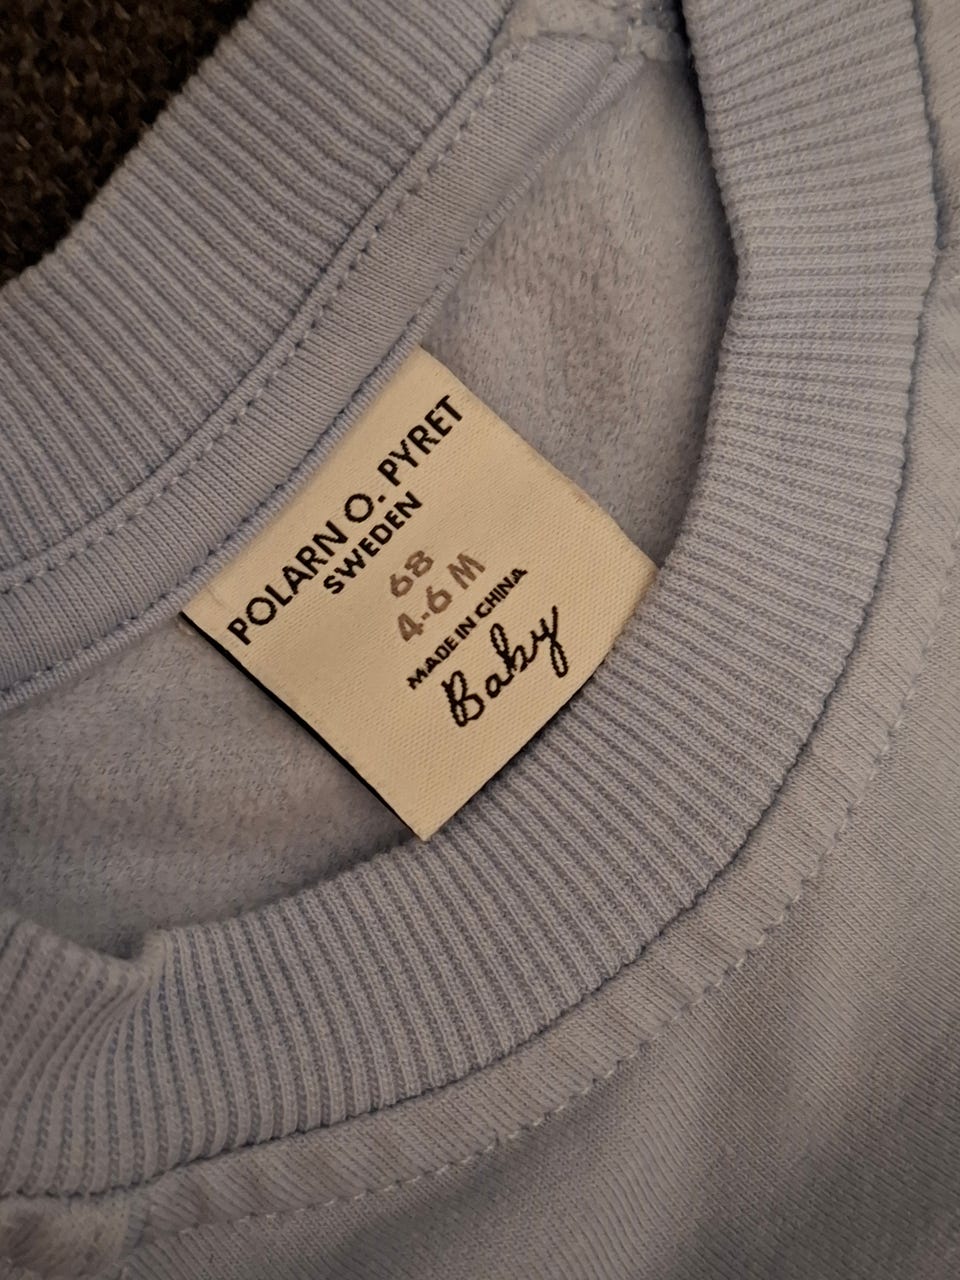 POLARN O. PYRET
SWEDEN
68
4-6 M
MADE IN CHINA
Baby